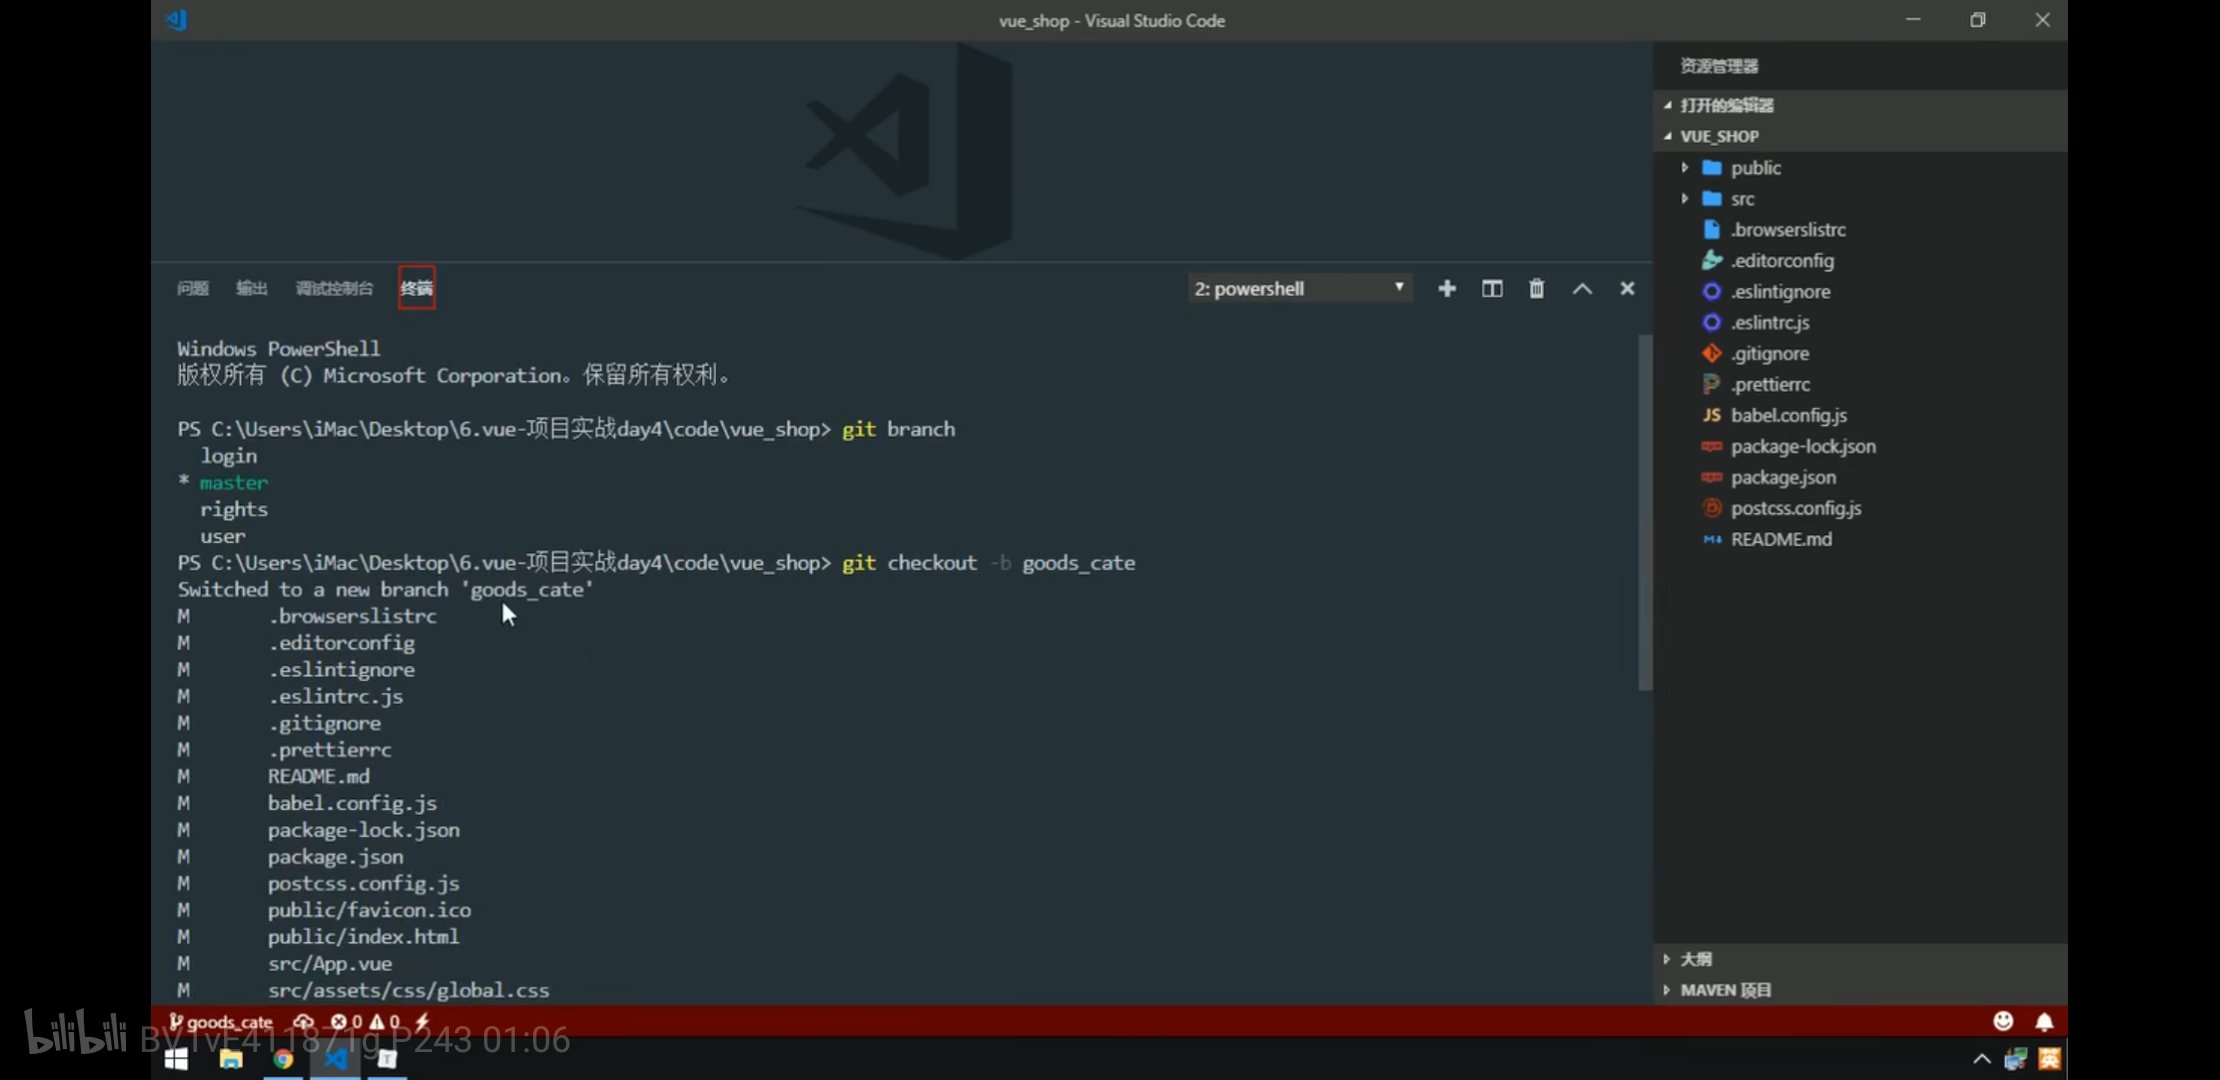 vue_shop - Visual Studio Code
资源管理器
打开的编辑器
VUE_SHOP
public
src
.browserslistrc
.editorconfig
.eslintignore
.eslintrc.js
.gitignore
.prettierrc
JS babel.config.js
package-lock.json
package.json
postcss.config.js
README.md
大纲
MAVEN 项目
问题 输出 调试控制台 终端
2: powershell
Windows PowerShell
版权所有 (C) Microsoft Corporation。保留所有权利。
PS C:\Users\iMac\Desktop\6.vue-项目实战day4\code\vue_shop> git branch
login
* master
rights
user
PS C:\Users\iMac\Desktop\6.vue-项目实战day4\code\vue_shop> git checkout -b goods_cate
Switched to a new branch 'goods_cate'
M .browserslistrc
M .editorconfig
M .eslintignore
M .eslintrc.js
M .gitignore
M .prettierrc
M README.md
M babel.config.js
M package-lock.json
M package.json
M postcss.config.js
M public/favicon.ico
M public/index.html
M src/App.vue
M src/assets/css/global.css
goods_cate 0 0
bilibili BV1vE411871g P243 01:06
英